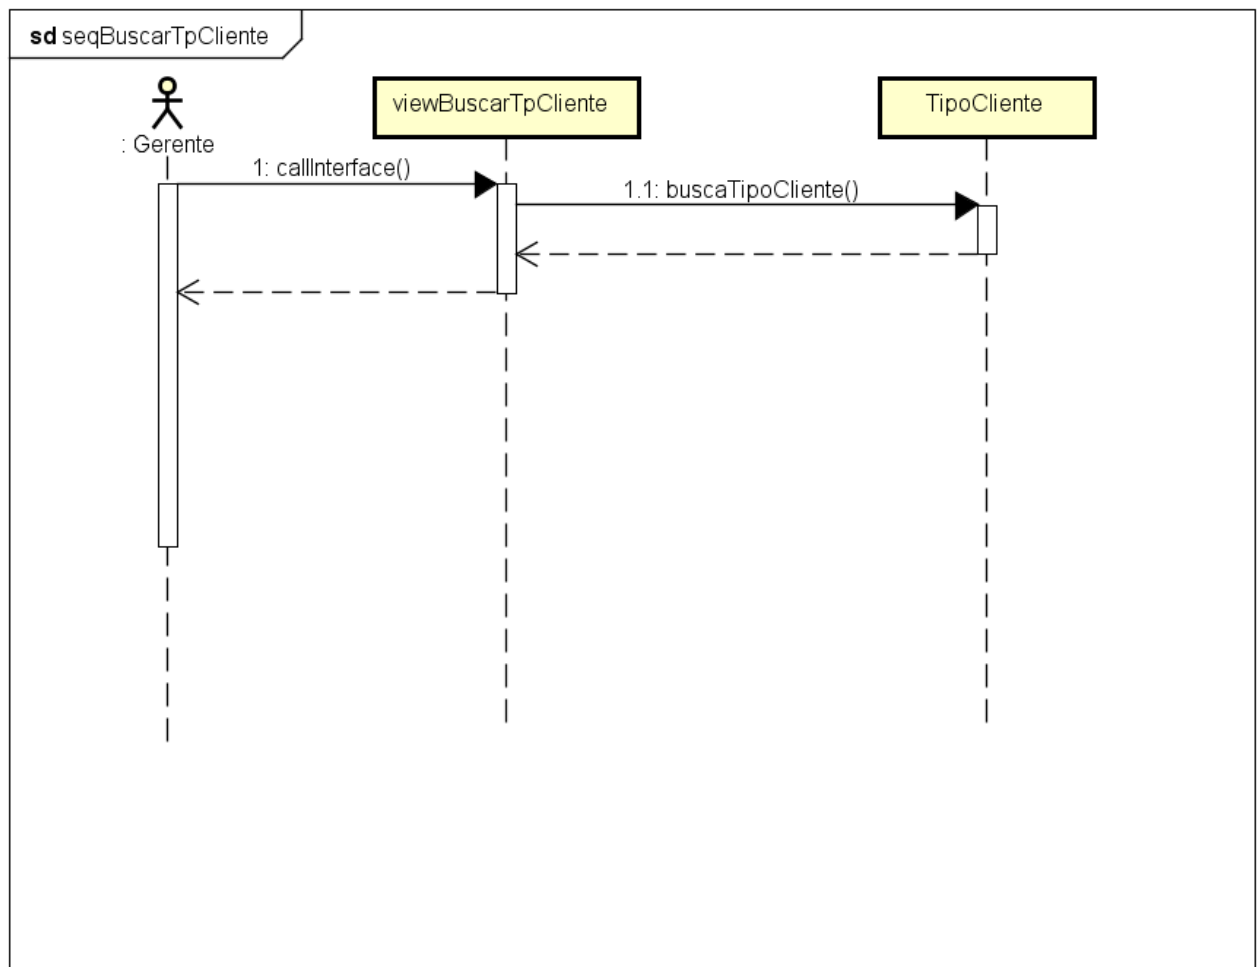 sd seqBuscarTpCliente
viewBuscarTpCliente
TipoCliente
: Gerente
1: callInterface()
1.1: buscaTipoCliente()